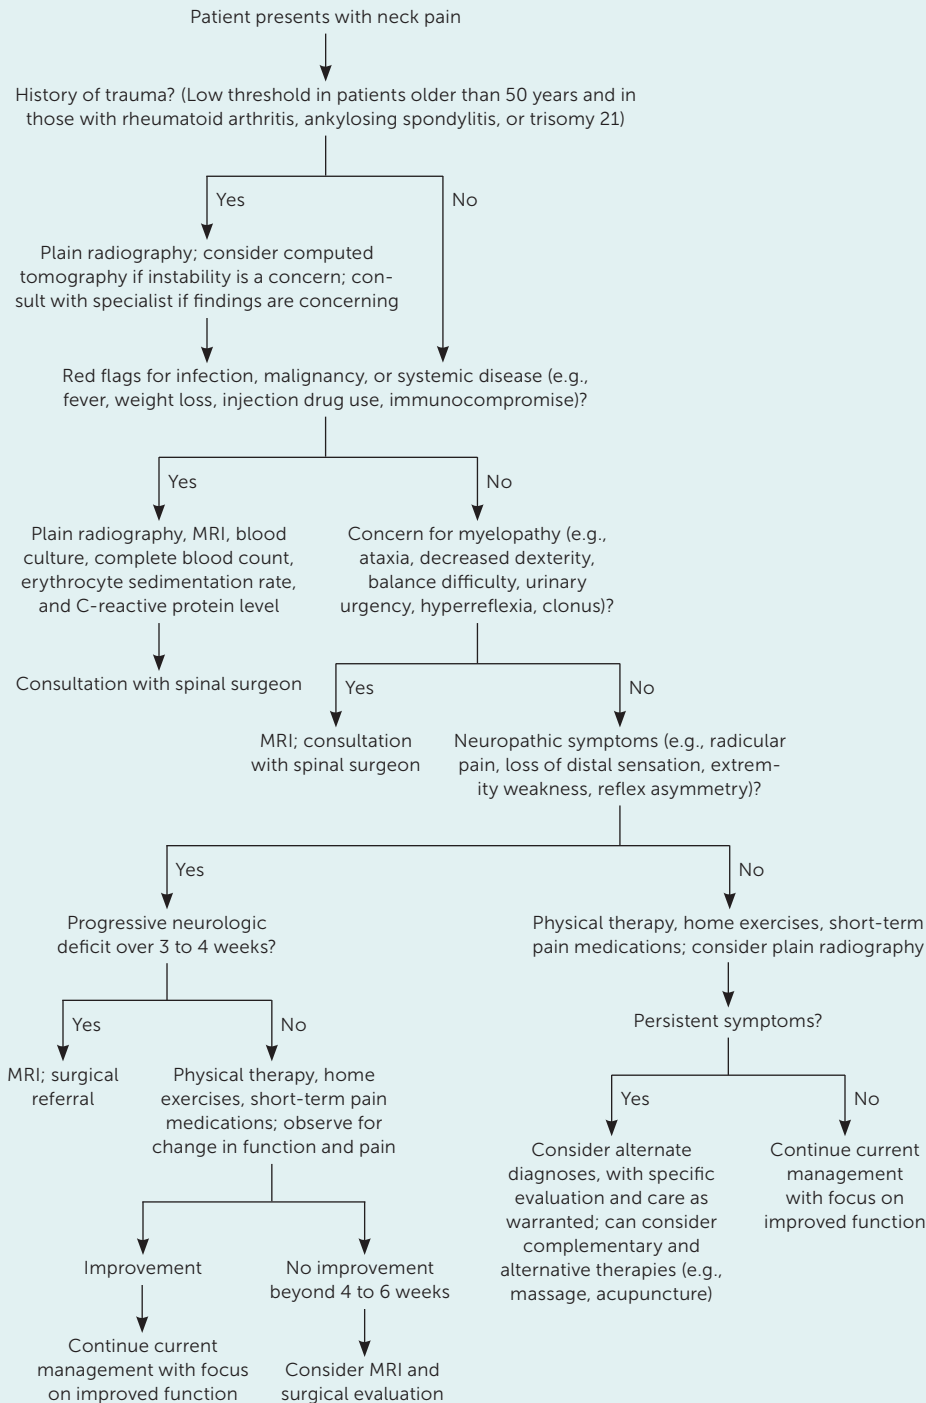 Patient presents with neck pain
History of trauma? (Low threshold in patients older than 50 years and in
those with rheumatoid arthritis, ankylosing spondylitis, or trisomy 21)
Yes
No
Plain radiography; consider computed
tomography if instability is a concern; con-
sult with specialist if findings are concerning
Red flags for infection, malignancy, or systemic disease (e.g.,
fever, weight loss, injection drug use, immunocompromise)?
Yes
No
Plain radiography, MRI, blood
culture, complete blood count,
erythrocyte sedimentation rate,
and C-reactive protein level
Concern for myelopathy (e.g.,
ataxia, decreased dexterity,
balance difficulty, urinary
urgency, hyperreflexia, clonus)?
Consultation with spinal surgeon
Yes
No
MRI; consultation
with spinal surgeon
Neuropathic symptoms (e.g., radicular
pain, loss of distal sensation, extrem-
ity weakness, reflex asymmetry)?
Yes
No
Progressive neurologic
deficit over 3 to 4 weeks?
Physical therapy, home exercises, short-term
pain medications; consider plain radiography
Yes
No
Persistent symptoms?
MRI; surgical
referral
Physical therapy, home
exercises, short-term pain
medications; observe for
change in function and pain
Yes
No
Consider alternate
diagnoses, with specific
evaluation and care as
warranted; can consider
complementary and
alternative therapies (e.g.,
massage, acupuncture)
Continue current
management
with focus on
improved function
Improvement
No improvement
beyond 4 to 6 weeks
Continue current
management with focus
on improved function
Consider MRI and
surgical evaluation